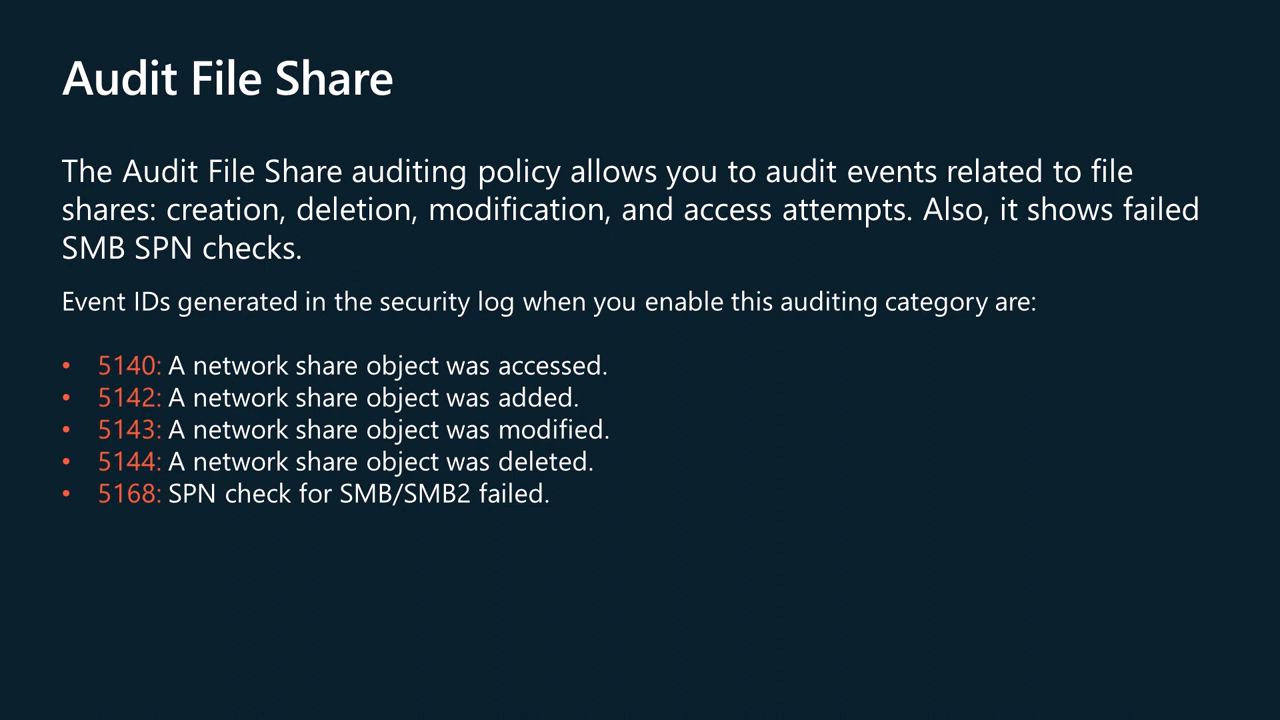 Audit File Share
The Audit File Share auditing policy allows you to audit events related to file
shares: creation, deletion, modification, and access attempts. Also, it shows failed
SMB SPN checks.
Event IDs generated in the security log when you enable this auditing category are:
• 5140: A network share object was accessed.
• 5142: A network share object was added.
• 5143: A network share object was modified.
• 5144: A network share object was deleted.
• 5168: SPN check for SMB/SMB2 failed.